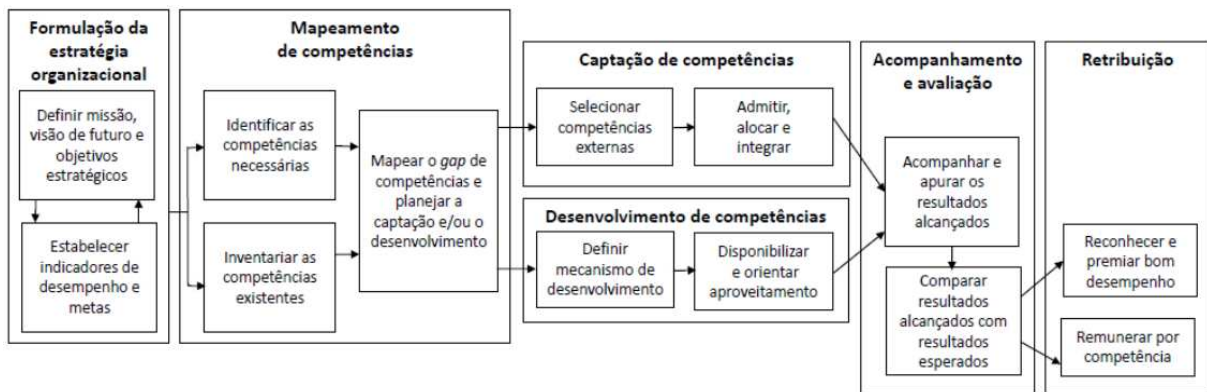 Formulação da
estratégia
organizacional
Definir missão,
visão de futuro e
objetivos
estratégicos
Estabelecer
indicadores de
desempenho e
metas
Mapeamento
de competências
Identificar as
competências
necessárias
Inventariar as
competências
existentes
Mapear o gap de
competências e
planejar a
captação e/ou o
desenvolvimento
Captação de competências
Selecionar
competências
externas
Admitir,
alocar e
integrar
Desenvolvimento de competências
Definir
mecanismo de
desenvolvimento
Disponibilizar
e orientar
aproveitamento
Acompanhamento
e avaliação
Acompanhar e
apurar os
resultados
alcançados
Comparar
resultados
alcançados com
resultados
esperados
Retribuição
Reconhecer e
premiar bom
desempenho
Remunerar por
competência